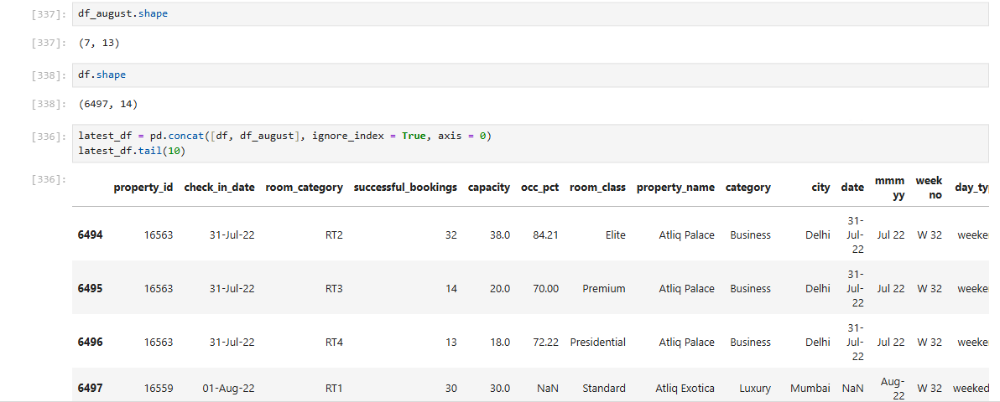 [337]: df_august.shape
[337]: (7, 13)
[338]: df.shape
[338]: (6497, 14)
[336]: latest_df = pd.concat([df, df_august], ignore_index = True, axis = 0)
latest_df.tail(10)
[336]:
property_id check_in_date room_category successful_bookings capacity occ_pct room_class property_name category city date mmm yy week no day_typ
6494 16563 31-Jul-22 RT2 32 38.0 84.21 Elite Atliq Palace Business Delhi 31-Jul-22 Jul 22 W 32 weeke
6495 16563 31-Jul-22 RT3 14 20.0 70.00 Premium Atliq Palace Business Delhi 31-Jul-22 Jul 22 W 32 weeke
6496 16563 31-Jul-22 RT4 13 18.0 72.22 Presidential Atliq Palace Business Delhi 31-Jul-22 Jul 22 W 32 weeke
6497 16559 01-Aug-22 RT1 30 30.0 NaN Standard Atliq Exotica Luxury Mumbai NaN Aug-22 W 32 weeked